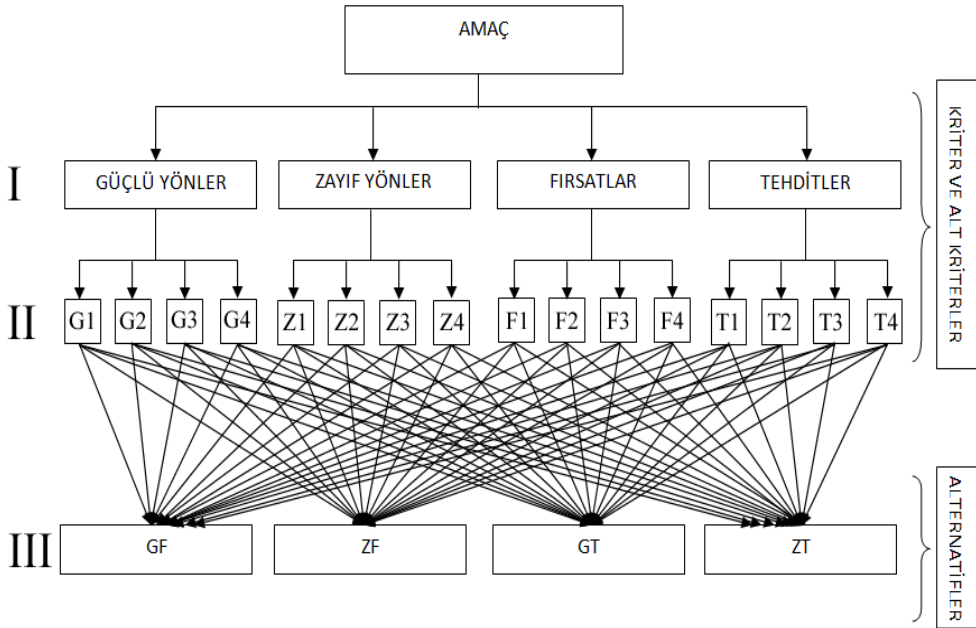 AMAÇ
I
GÜÇLÜ YÖNLER
ZAYIF YÖNLER
FIRSATLAR
TEHDİTLER
KRİTER VE ALT KRİTERLER
II
G1
G2
G3
G4
Z1
Z2
Z3
Z4
F1
F2
F3
F4
T1
T2
T3
T4
III
GF
ZF
GT
ZT
ALTERNATİFLER